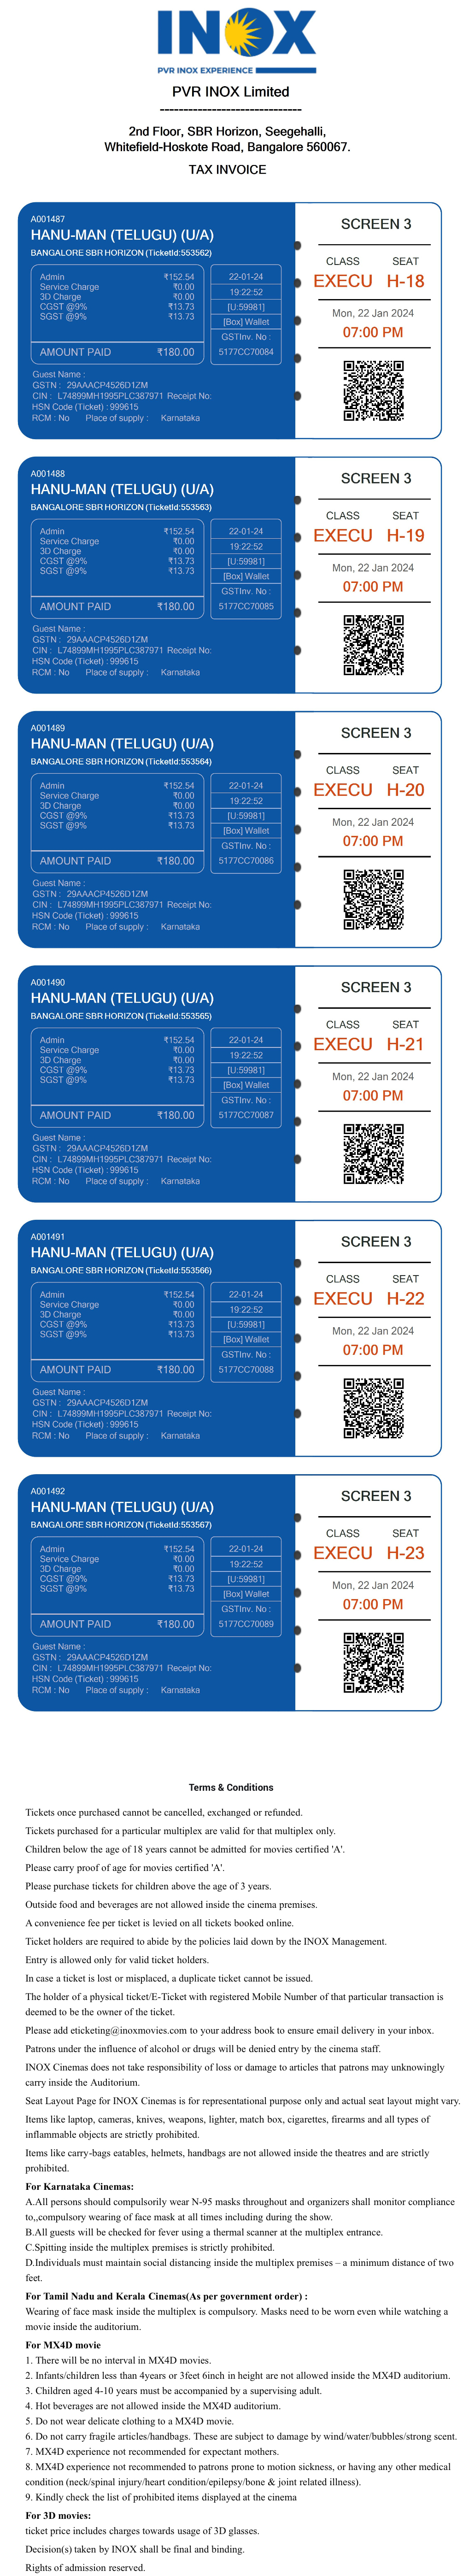 INOX
PVR INOX EXPERIENCE
PVR INOX Limited
------------------------------
2nd Floor, SBR Horizon, Seegehalli,
Whitefield-Hoskote Road, Bangalore 560067.
TAX INVOICE
A001487
HANU-MAN (TELUGU) (U/A)
BANGALORE SBR HORIZON (TicketId:553562)
Admin ₹152.54
Service Charge ₹0.00
3D Charge ₹0.00
CGST @9% ₹13.73
SGST @9% ₹13.73
AMOUNT PAID ₹180.00
22-01-24
19:22:52
[U:59981]
[Box] Wallet
GSTInv. No :
5177CC70084
Guest Name :
GSTN : 29AAACP4526D1ZM
CIN : L74899MH1995PLC387971 Receipt No:
HSN Code (Ticket) : 999615
RCM : No Place of supply : Karnataka
SCREEN 3
CLASS SEAT
EXECU H-18
Mon, 22 Jan 2024
07:00 PM
A001488
HANU-MAN (TELUGU) (U/A)
BANGALORE SBR HORIZON (TicketId:553563)
Admin ₹152.54
Service Charge ₹0.00
3D Charge ₹0.00
CGST @9% ₹13.73
SGST @9% ₹13.73
AMOUNT PAID ₹180.00
22-01-24
19:22:52
[U:59981]
[Box] Wallet
GSTInv. No :
5177CC70085
Guest Name :
GSTN : 29AAACP4526D1ZM
CIN : L74899MH1995PLC387971 Receipt No:
HSN Code (Ticket) : 999615
RCM : No Place of supply : Karnataka
SCREEN 3
CLASS SEAT
EXECU H-19
Mon, 22 Jan 2024
07:00 PM
A001489
HANU-MAN (TELUGU) (U/A)
BANGALORE SBR HORIZON (TicketId:553564)
Admin ₹152.54
Service Charge ₹0.00
3D Charge ₹0.00
CGST @9% ₹13.73
SGST @9% ₹13.73
AMOUNT PAID ₹180.00
22-01-24
19:22:52
[U:59981]
[Box] Wallet
GSTInv. No :
5177CC70086
Guest Name :
GSTN : 29AAACP4526D1ZM
CIN : L74899MH1995PLC387971 Receipt No:
HSN Code (Ticket) : 999615
RCM : No Place of supply : Karnataka
SCREEN 3
CLASS SEAT
EXECU H-20
Mon, 22 Jan 2024
07:00 PM
A001490
HANU-MAN (TELUGU) (U/A)
BANGALORE SBR HORIZON (TicketId:553565)
Admin ₹152.54
Service Charge ₹0.00
3D Charge ₹0.00
CGST @9% ₹13.73
SGST @9% ₹13.73
AMOUNT PAID ₹180.00
22-01-24
19:22:52
[U:59981]
[Box] Wallet
GSTInv. No :
5177CC70087
Guest Name :
GSTN : 29AAACP4526D1ZM
CIN : L74899MH1995PLC387971 Receipt No:
HSN Code (Ticket) : 999615
RCM : No Place of supply : Karnataka
SCREEN 3
CLASS SEAT
EXECU H-21
Mon, 22 Jan 2024
07:00 PM
A001491
HANU-MAN (TELUGU) (U/A)
BANGALORE SBR HORIZON (TicketId:553566)
Admin ₹152.54
Service Charge ₹0.00
3D Charge ₹0.00
CGST @9% ₹13.73
SGST @9% ₹13.73
AMOUNT PAID ₹180.00
22-01-24
19:22:52
[U:59981]
[Box] Wallet
GSTInv. No :
5177CC70088
Guest Name :
GSTN : 29AAACP4526D1ZM
CIN : L74899MH1995PLC387971 Receipt No:
HSN Code (Ticket) : 999615
RCM : No Place of supply : Karnataka
SCREEN 3
CLASS SEAT
EXECU H-22
Mon, 22 Jan 2024
07:00 PM
A001492
HANU-MAN (TELUGU) (U/A)
BANGALORE SBR HORIZON (TicketId:553567)
Admin ₹152.54
Service Charge ₹0.00
3D Charge ₹0.00
CGST @9% ₹13.73
SGST @9% ₹13.73
AMOUNT PAID ₹180.00
22-01-24
19:22:52
[U:59981]
[Box] Wallet
GSTInv. No :
5177CC70089
Guest Name :
GSTN : 29AAACP4526D1ZM
CIN : L74899MH1995PLC387971 Receipt No:
HSN Code (Ticket) : 999615
RCM : No Place of supply : Karnataka
SCREEN 3
CLASS SEAT
EXECU H-23
Mon, 22 Jan 2024
07:00 PM
Terms & Conditions
Tickets once purchased cannot be cancelled, exchanged or refunded.
Tickets purchased for a particular multiplex are valid for that multiplex only.
Children below the age of 18 years cannot be admitted for movies certified 'A'.
Please carry proof of age for movies certified 'A'.
Please purchase tickets for children above the age of 3 years.
Outside food and beverages are not allowed inside the cinema premises.
A convenience fee per ticket is levied on all tickets booked online.
Ticket holders are required to abide by the policies laid down by the INOX Management.
Entry is allowed only for valid ticket holders.
In case a ticket is lost or misplaced, a duplicate ticket cannot be issued.
The holder of a physical ticket/E-Ticket with registered Mobile Number of that particular transaction is
deemed to be the owner of the ticket.
Please add eticketing@inoxmovies.com to your address book to ensure email delivery in your inbox.
Patrons under the influence of alcohol or drugs will be denied entry by the cinema staff.
INOX Cinemas does not take responsibility of loss or damage to articles that patrons may unknowingly
carry inside the Auditorium.
Seat Layout Page for INOX Cinemas is for representational purpose only and actual seat layout might vary.
Items like laptop, cameras, knives, weapons, lighter, match box, cigarettes, firearms and all types of
inflammable objects are strictly prohibited.
Items like carry-bags eatables, helmets, handbags are not allowed inside the theatres and are strictly
prohibited.
For Karnataka Cinemas:
A.All persons should compulsorily wear N-95 masks throughout and organizers shall monitor compliance
to,,compulsory wearing of face mask at all times including during the show.
B.All guests will be checked for fever using a thermal scanner at the multiplex entrance.
C.Spitting inside the multiplex premises is strictly prohibited.
D.Individuals must maintain social distancing inside the multiplex premises – a minimum distance of two
feet.
For Tamil Nadu and Kerala Cinemas(As per government order) :
Wearing of face mask inside the multiplex is compulsory. Masks need to be worn even while watching a
movie inside the auditorium.
For MX4D movie
1. There will be no interval in MX4D movies.
2. Infants/children less than 4years or 3feet 6inch in height are not allowed inside the MX4D auditorium.
3. Children aged 4-10 years must be accompanied by a supervising adult.
4. Hot beverages are not allowed inside the MX4D auditorium.
5. Do not wear delicate clothing to a MX4D movie.
6. Do not carry fragile articles/handbags. These are subject to damage by wind/water/bubbles/strong scent.
7. MX4D experience not recommended for expectant mothers.
8. MX4D experience not recommended to patrons prone to motion sickness, or having any other medical
condition (neck/spinal injury/heart condition/epilepsy/bone & joint related illness).
9. Kindly check the list of prohibited items displayed at the cinema
For 3D movies:
ticket price includes charges towards usage of 3D glasses.
Decision(s) taken by INOX shall be final and binding.
Rights of admission reserved.